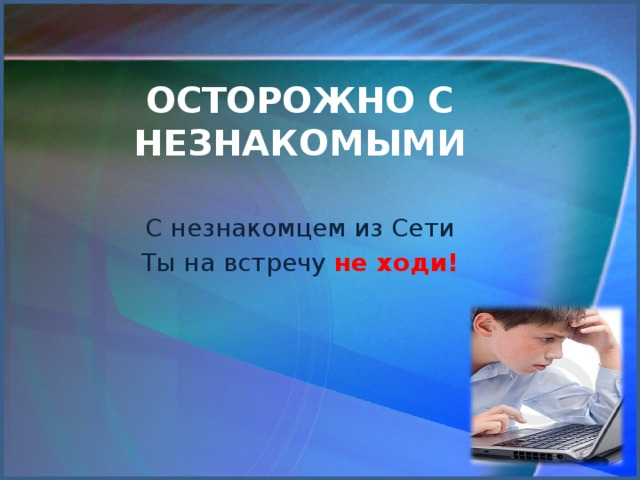 ОСТОРОЖНО С
НЕЗНАКОМЫМИ
С незнакомцем из Сети
Ты на встречу не ходи!